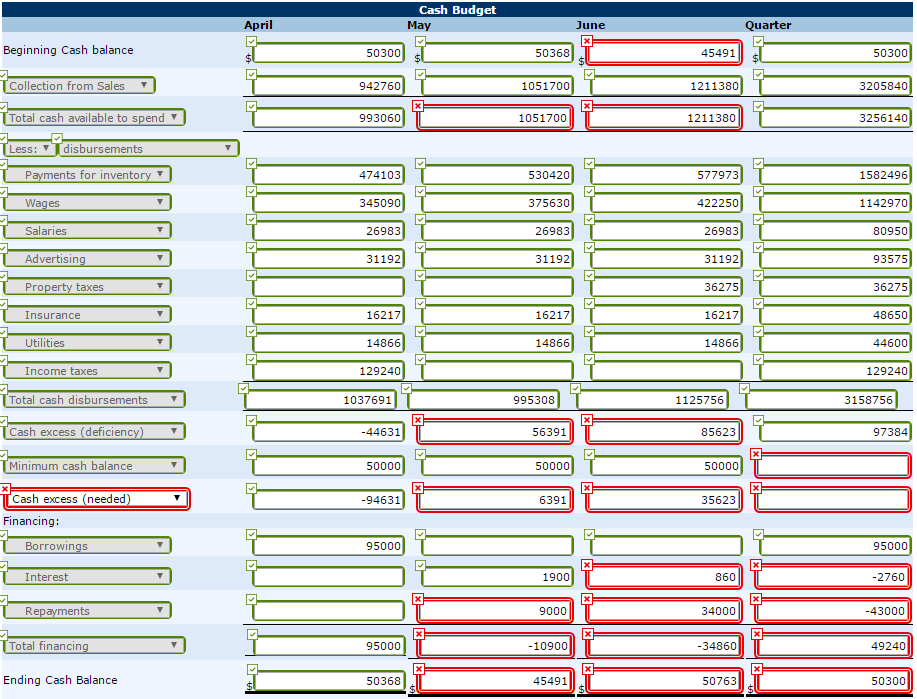 Cash Budget
April May June Quarter
Beginning Cash balance $ 50300 $ 50368 $ 45491 $ 50300
Collection from Sales 942760 1051700 1211380 3205840
Total cash available to spend 993060 1051700 1211380 3256140
Less: disbursements
Payments for inventory 474103 530420 577973 1582496
Wages 345090 375630 422250 1142970
Salaries 26983 26983 26983 80950
Advertising 31192 31192 31192 93575
Property taxes 36275 36275
Insurance 16217 16217 16217 48650
Utilities 14866 14866 14866 44600
Income taxes 129240 129240
Total cash disbursements 1037691 995308 1125756 3158756
Cash excess (deficiency) -44631 56391 85623 97384
Minimum cash balance 50000 50000 50000
Cash excess (needed) -94631 6391 35623
Financing:
Borrowings 95000 95000
Interest 1900 860 -2760
Repayments 9000 34000 -43000
Total financing 95000 -10900 -34860 49240
Ending Cash Balance $ 50368 $ 45491 $ 50763 $ 50300